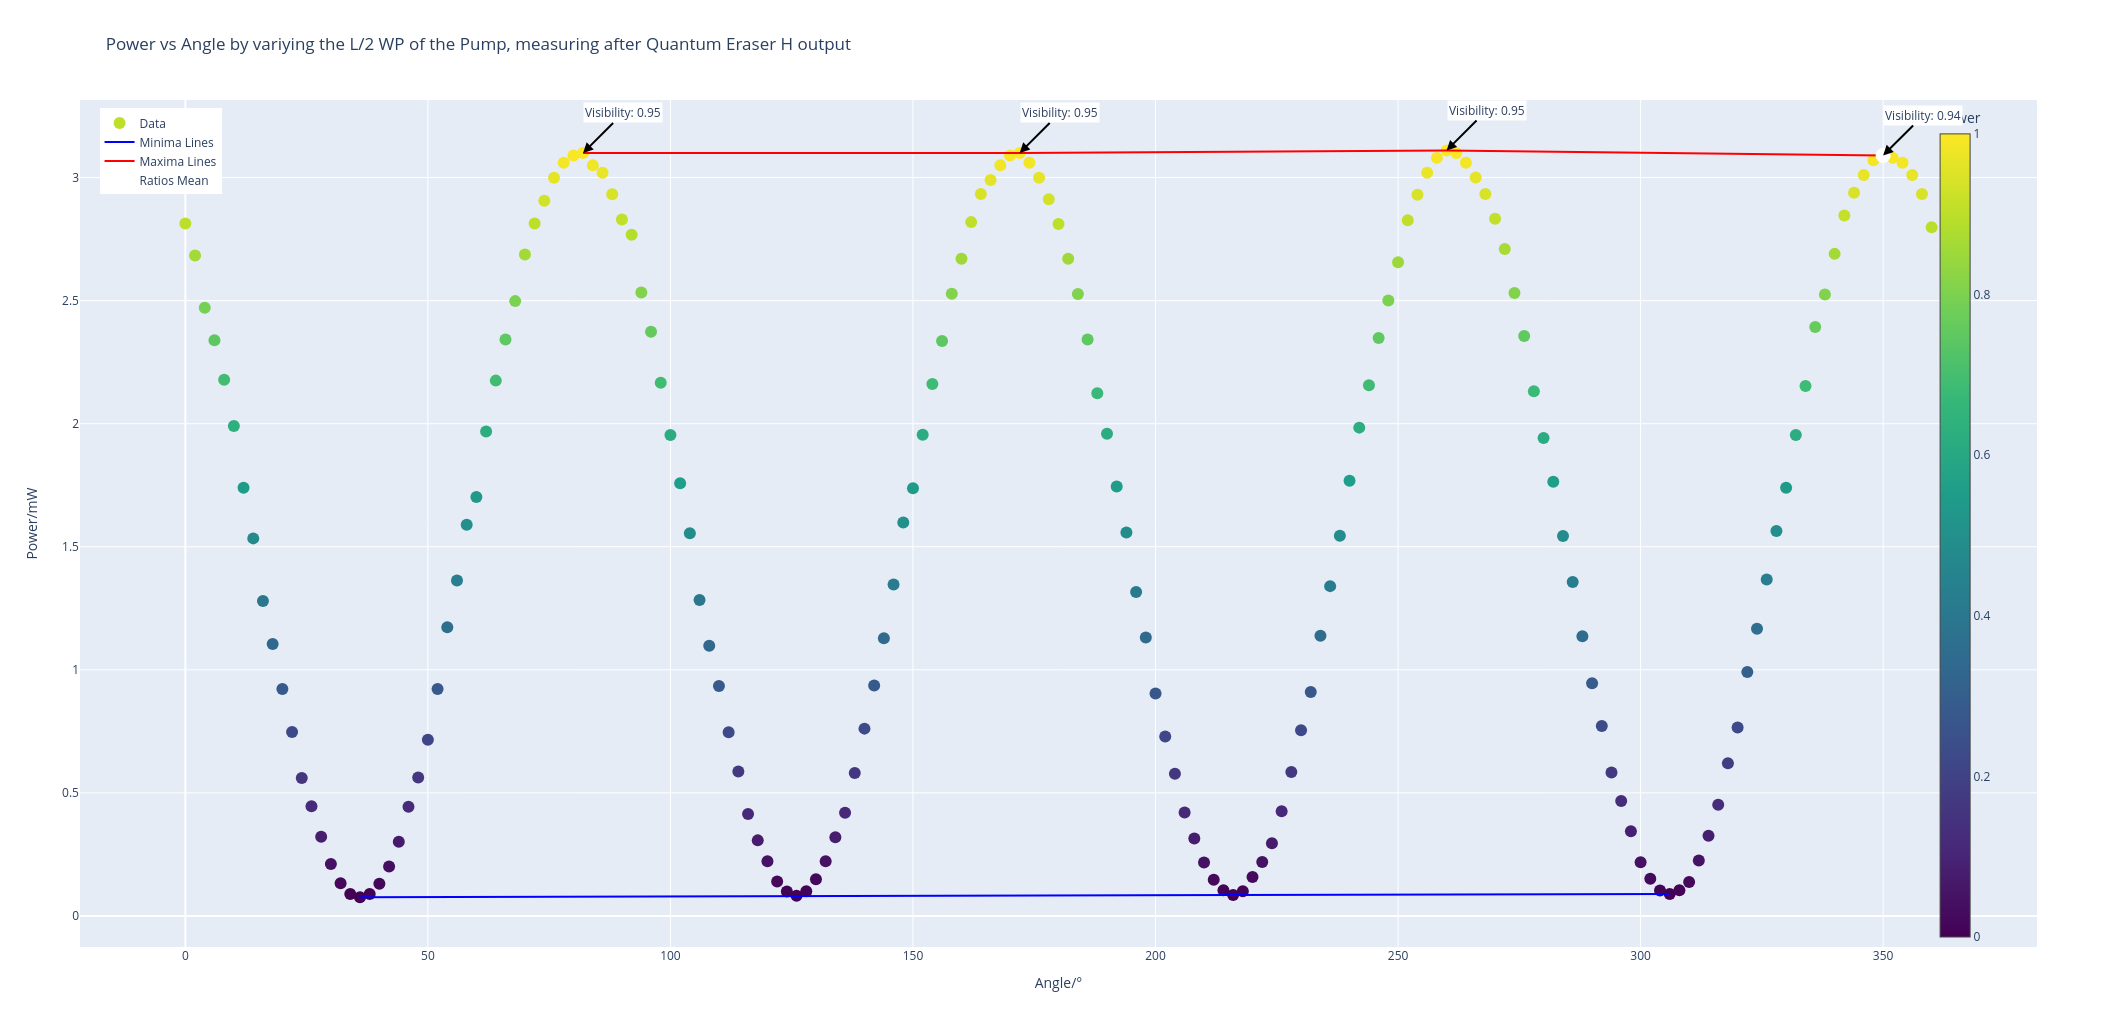 Power vs Angle by variying the L/2 WP of the Pump, measuring after Quantum Eraser H output
Visibility: 0.95
Visibility: 0.95
Visibility: 0.95
Visibility: 0.94
Data
Minima Lines
Maxima Lines
Ratios Mean
wer
1
0.8
0.6
0.4
0.2
0
3
2.5
2
1.5
1
0.5
0
Power/mW
0 50 100 150 200 250 300 350
Angle/°